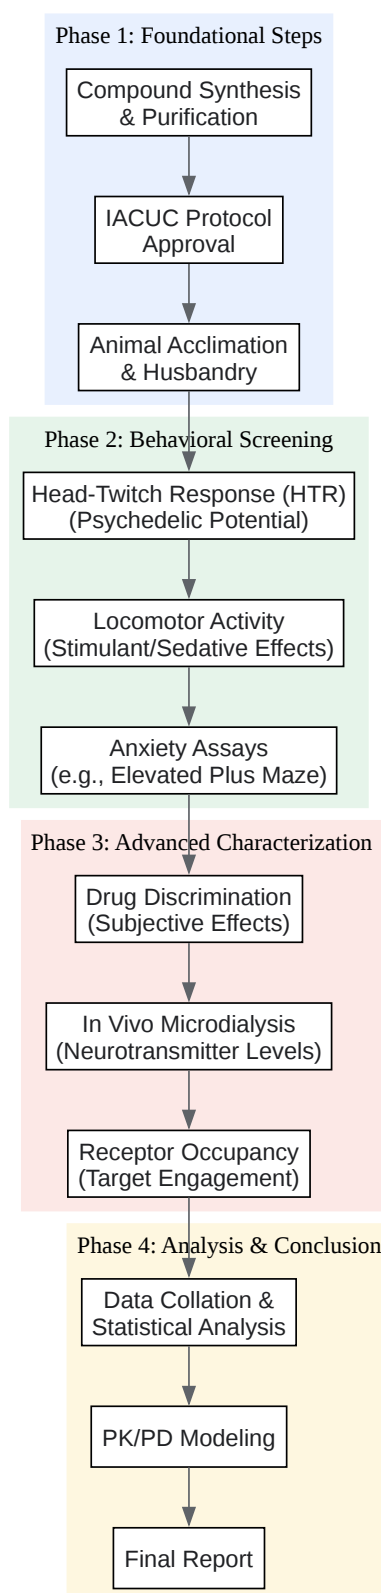 Phase 1: Foundational Steps
Compound Synthesis
& Purification
IACUC Protocol
Approval
Animal Acclimation
& Husbandry
Phase 2: Behavioral Screening
Head-Twitch Response (HTR)
(Psychedelic Potential)
Locomotor Activity
(Stimulant/Sedative Effects)
Anxiety Assays
(e.g., Elevated Plus Maze)
Phase 3: Advanced Characterization
Drug Discrimination
(Subjective Effects)
In Vivo Microdialysis
(Neurotransmitter Levels)
Receptor Occupancy
(Target Engagement)
Phase 4: Analysis & Conclusion
Data Collation &
Statistical Analysis
PK/PD Modeling
Final Report